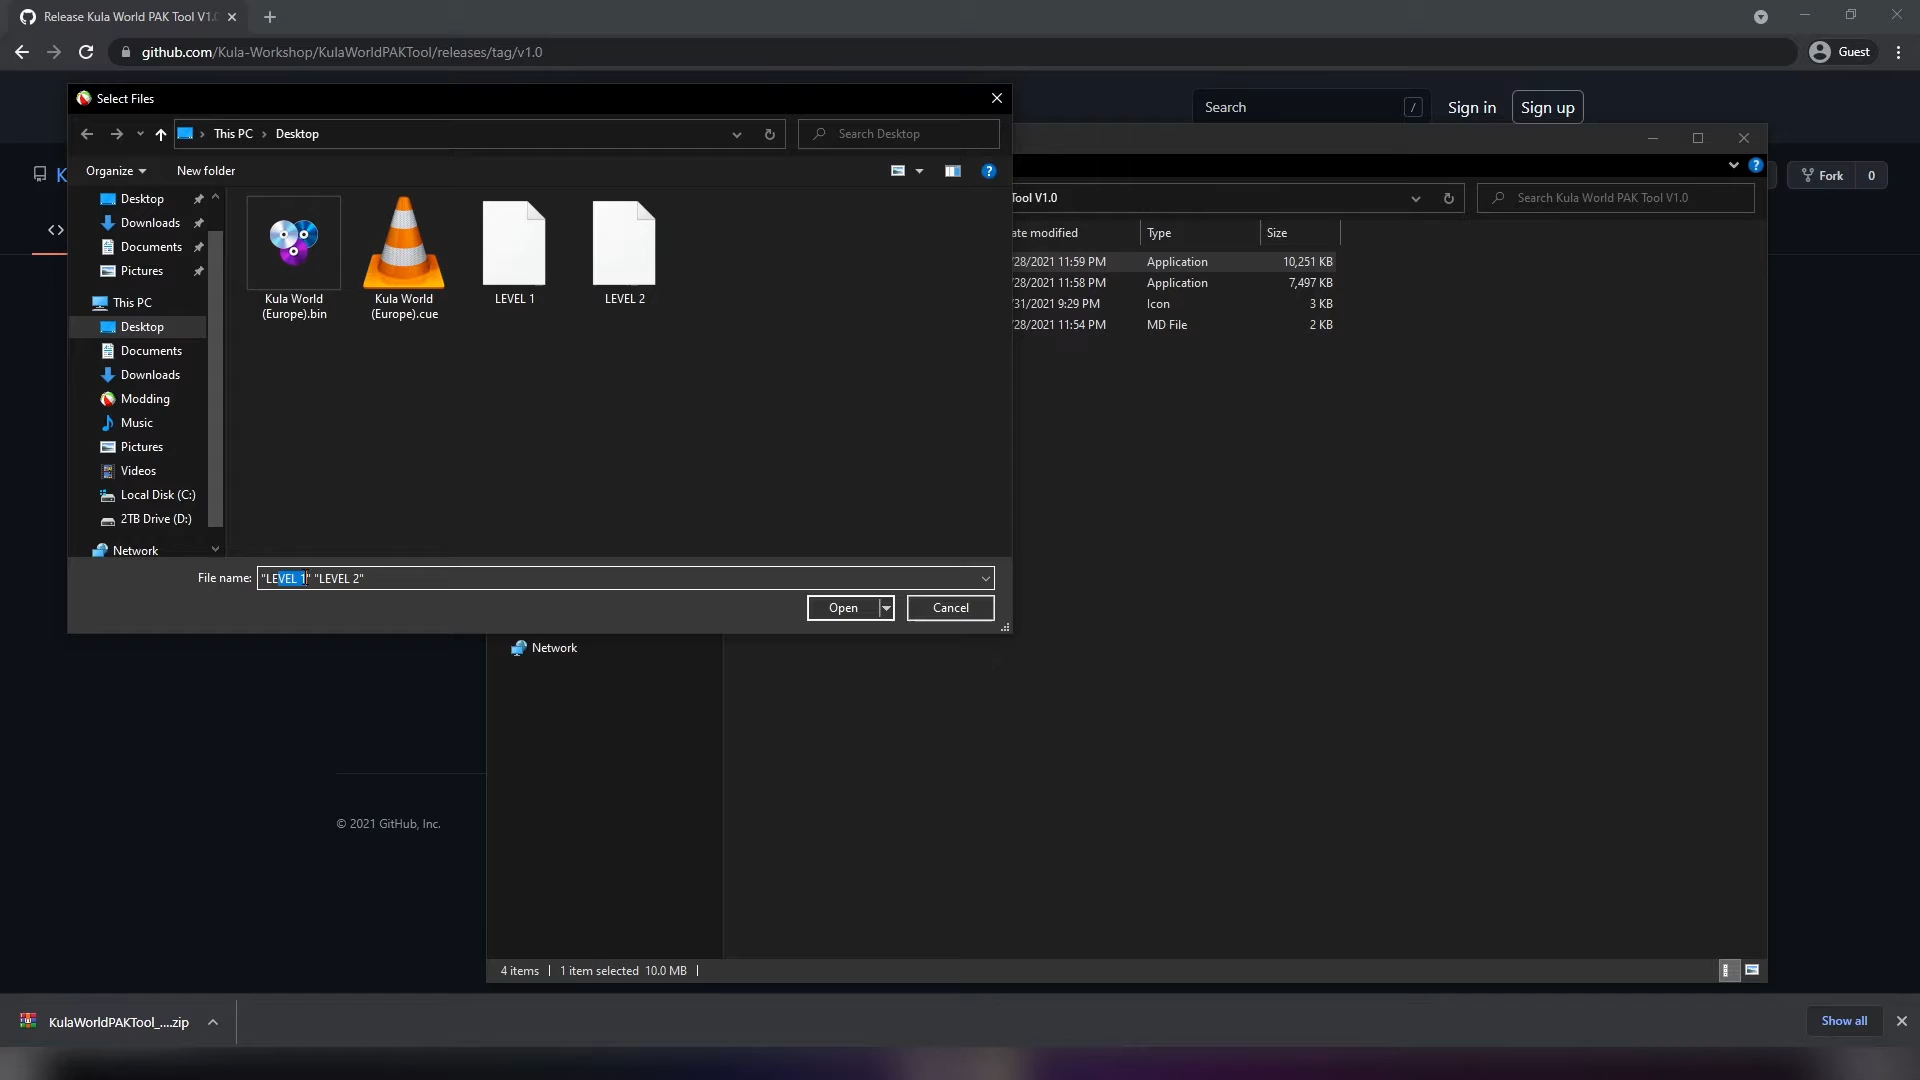 Release Kula World PAK Tool V1.0
github.com/Kula-Workshop/KulaWorldPAKTool/releases/tag/v1.0
Guest
Search
/
Sign in
Sign up
K
Fork
0
Select Files
This PC
Desktop
Search Desktop
Organize
New folder
Desktop
Downloads
Documents
Pictures
This PC
Desktop
Documents
Downloads
Modding
Music
Pictures
Videos
Local Disk (C:)
2TB Drive (D:)
Network
Kula World
(Europe).bin
Kula World
(Europe).cue
LEVEL 1
LEVEL 2
File name:
"LEVEL 1" "LEVEL 2"
Open
Cancel
Tool V1.0
Search Kula World PAK Tool V1.0
ate modified
Type
Size
/28/2021 11:59 PM Application 10,251 KB
/28/2021 11:58 PM Application 7,497 KB
/31/2021 9:29 PM Icon 3 KB
/28/2021 11:54 PM MD File 2 KB
Network
© 2021 GitHub, Inc.
4 items
1 item selected 10.0 MB
KulaWorldPAKTool_....zip
Show all